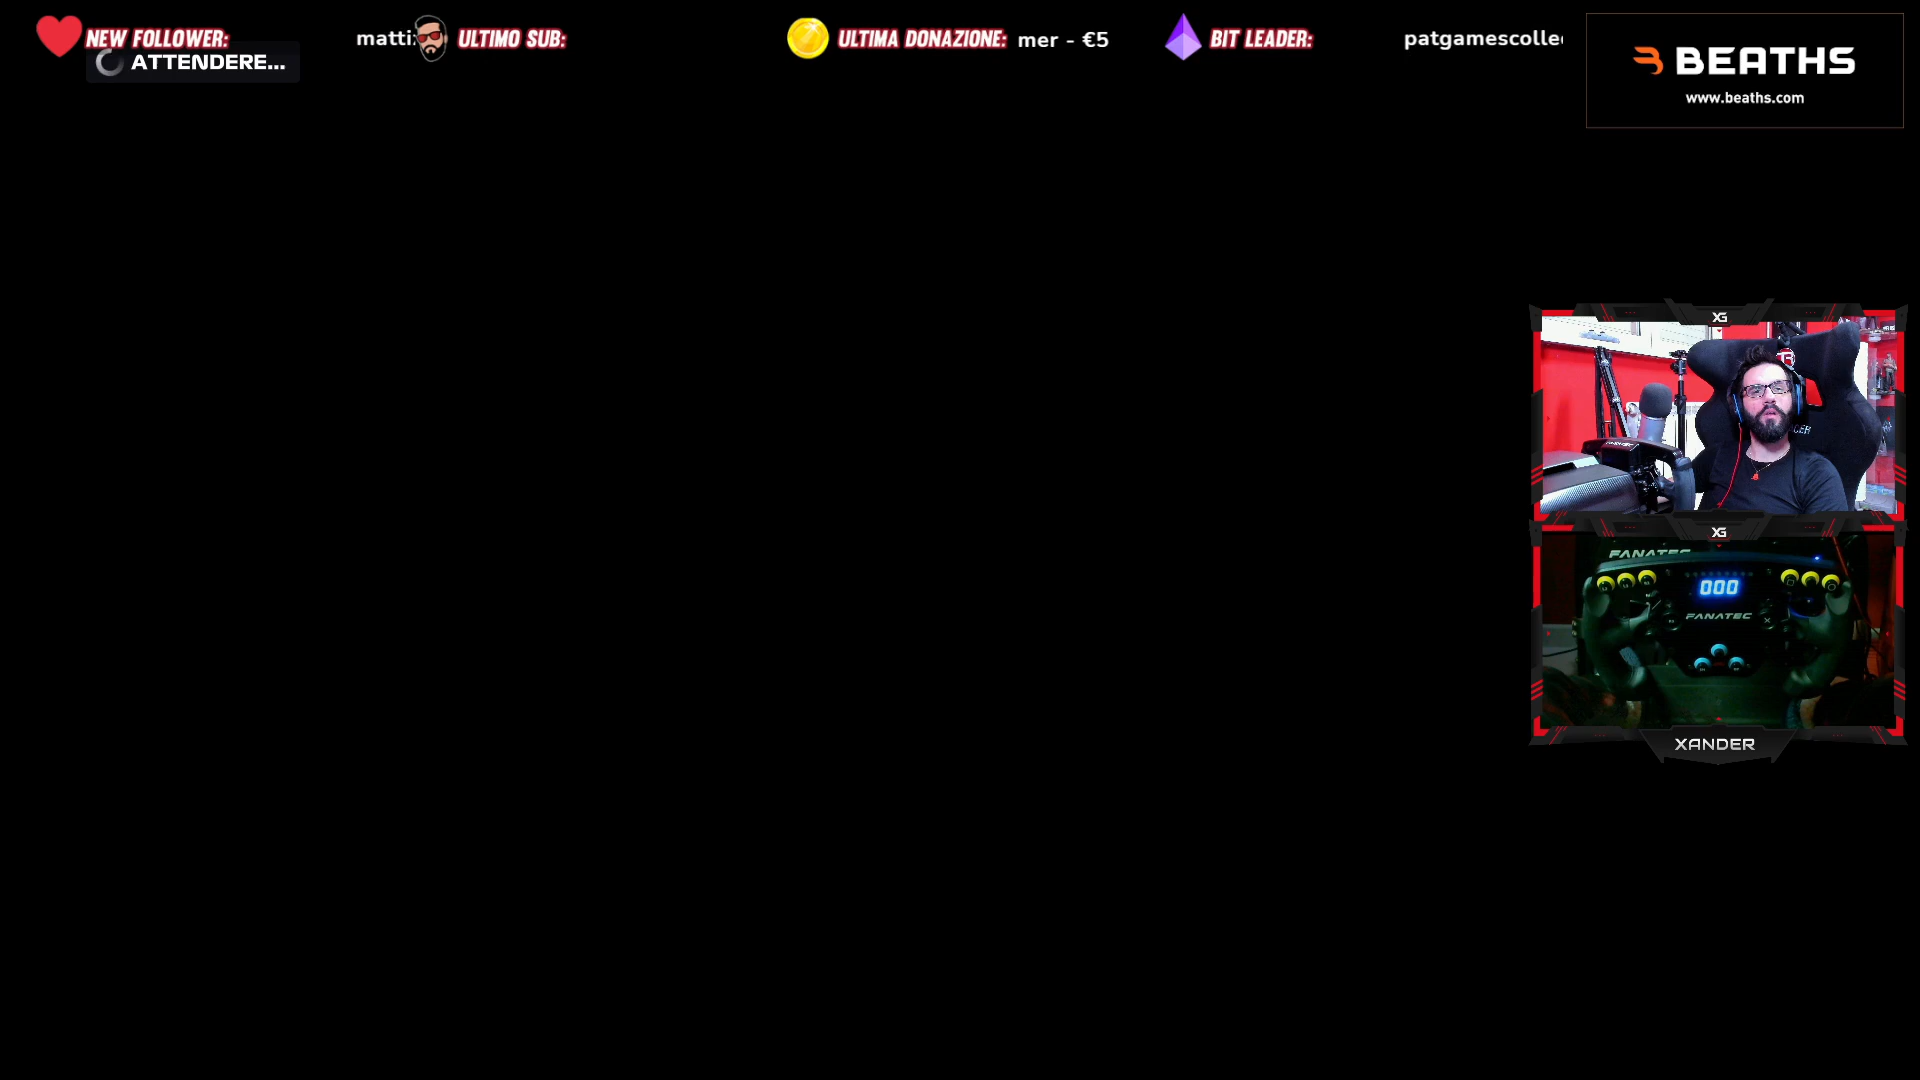 NEW FOLLOWER:
ATTENDERE...
matti
ULTIMO SUB:
ULTIMA DONAZIONE: mer - €5
BIT LEADER:
patgamescolle
BEATHS
www.beaths.com
XG
XG
FANATEC
000
FANATEC
XANDER